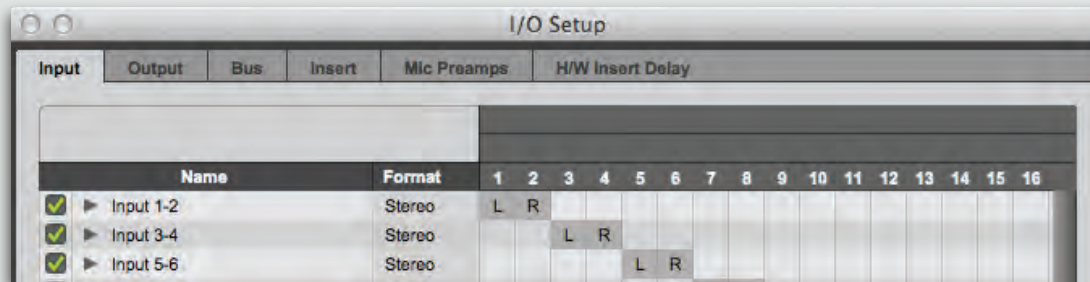 I/O Setup
Input Output Bus Insert Mic Preamps H/W Insert Delay
Name Format 1 2 3 4 5 6 7 8 9 10 11 12 13 14 15 16
Input 1-2 Stereo L R
Input 3-4 Stereo L R
Input 5-6 Stereo L R